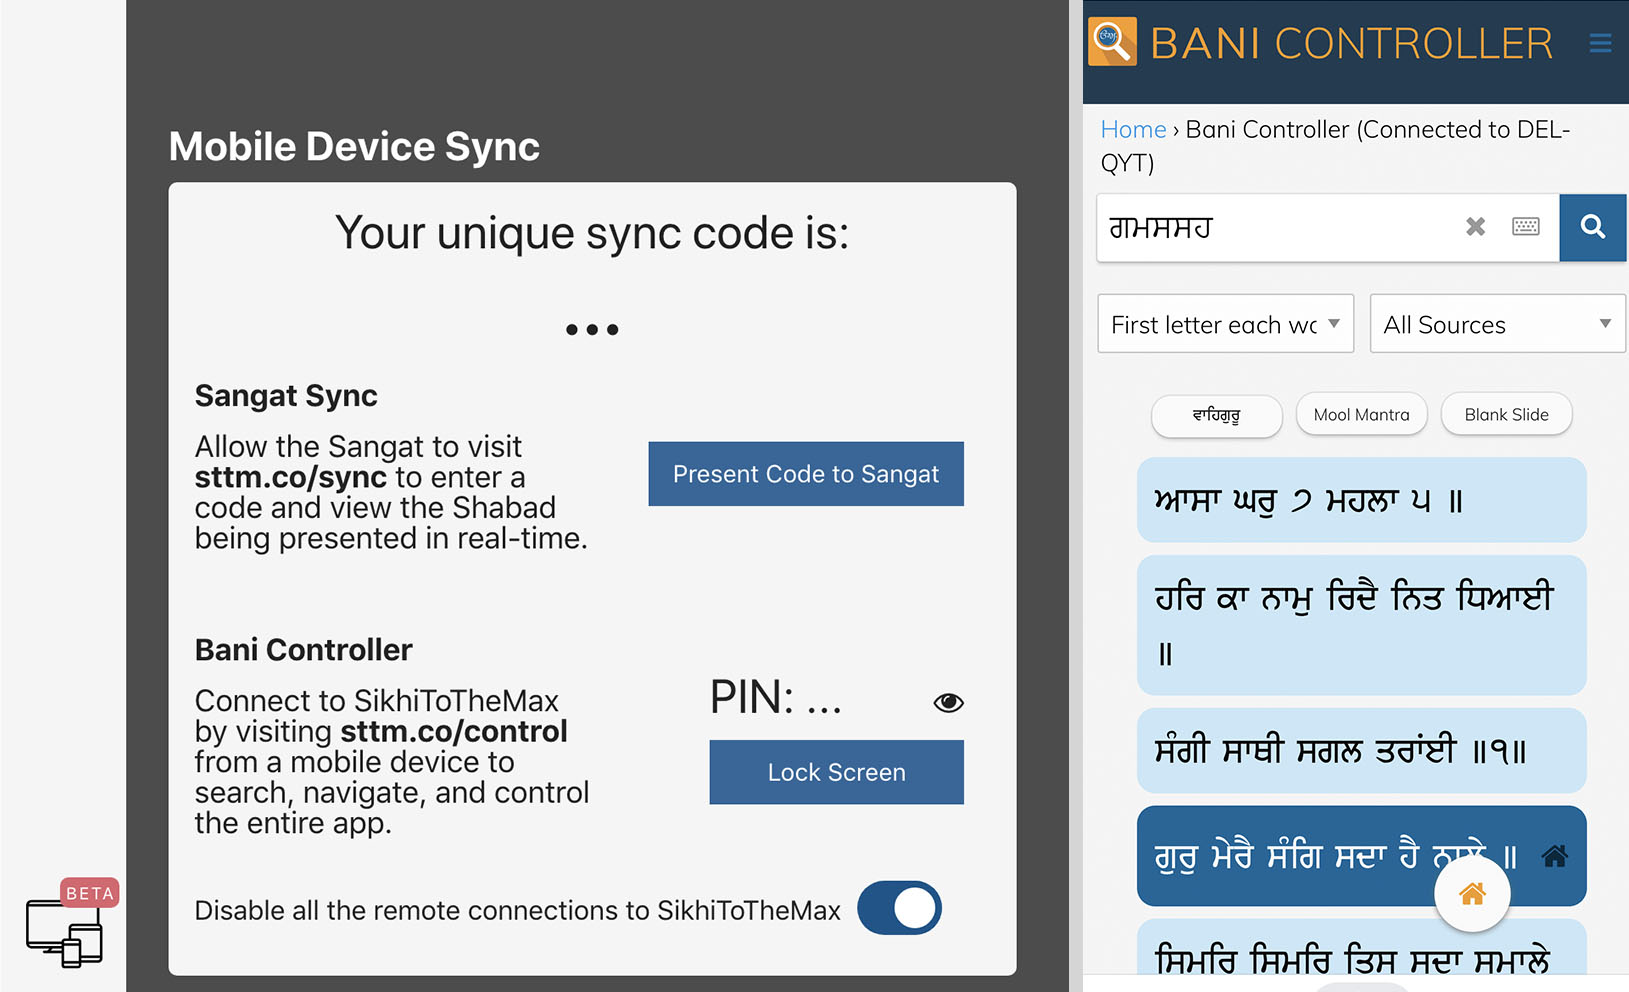 Mobile Device Sync
Your unique sync code is:
...
Sangat Sync
Allow the Sangat to visit
sttm.co/sync to enter a
code and view the Shabad
being presented in real-time.
Present Code to Sangat
Bani Controller
Connect to SikhiToTheMax
by visiting sttm.co/control
from a mobile device to
search, navigate, and control
the entire app.
PIN: ...
Lock Screen
Disable all the remote connections to SikhiToTheMax
BETA
BANI CONTROLLER
Home › Bani Controller (Connected to DEL-
QYT)
ਗਮਸਸਹ
First letter each wo
All Sources
ਵਾਹਿਗੁਰੂ
Mool Mantra
Blank Slide
ਆਸਾ ਘਰੁ ੭ ਮਹਲਾ ੫ ॥
ਹਰਿ ਕਾ ਨਾਮੁ ਰਿਦੈ ਨਿਤ ਧਿਆਈ
॥
ਸੰਗੀ ਸਾਥੀ ਸਗਲ ਤਰਾਂਈ ॥੧॥
ਗੁਰੁ ਮੇਰੈ ਸੰਗਿ ਸਦਾ ਹੈ ਨਾਲੇ ॥
ਸਿਮਰਿ ਸਿਮਰਿ ਤਿਸੁ ਸਦਾ ਸਮਾਲੇ